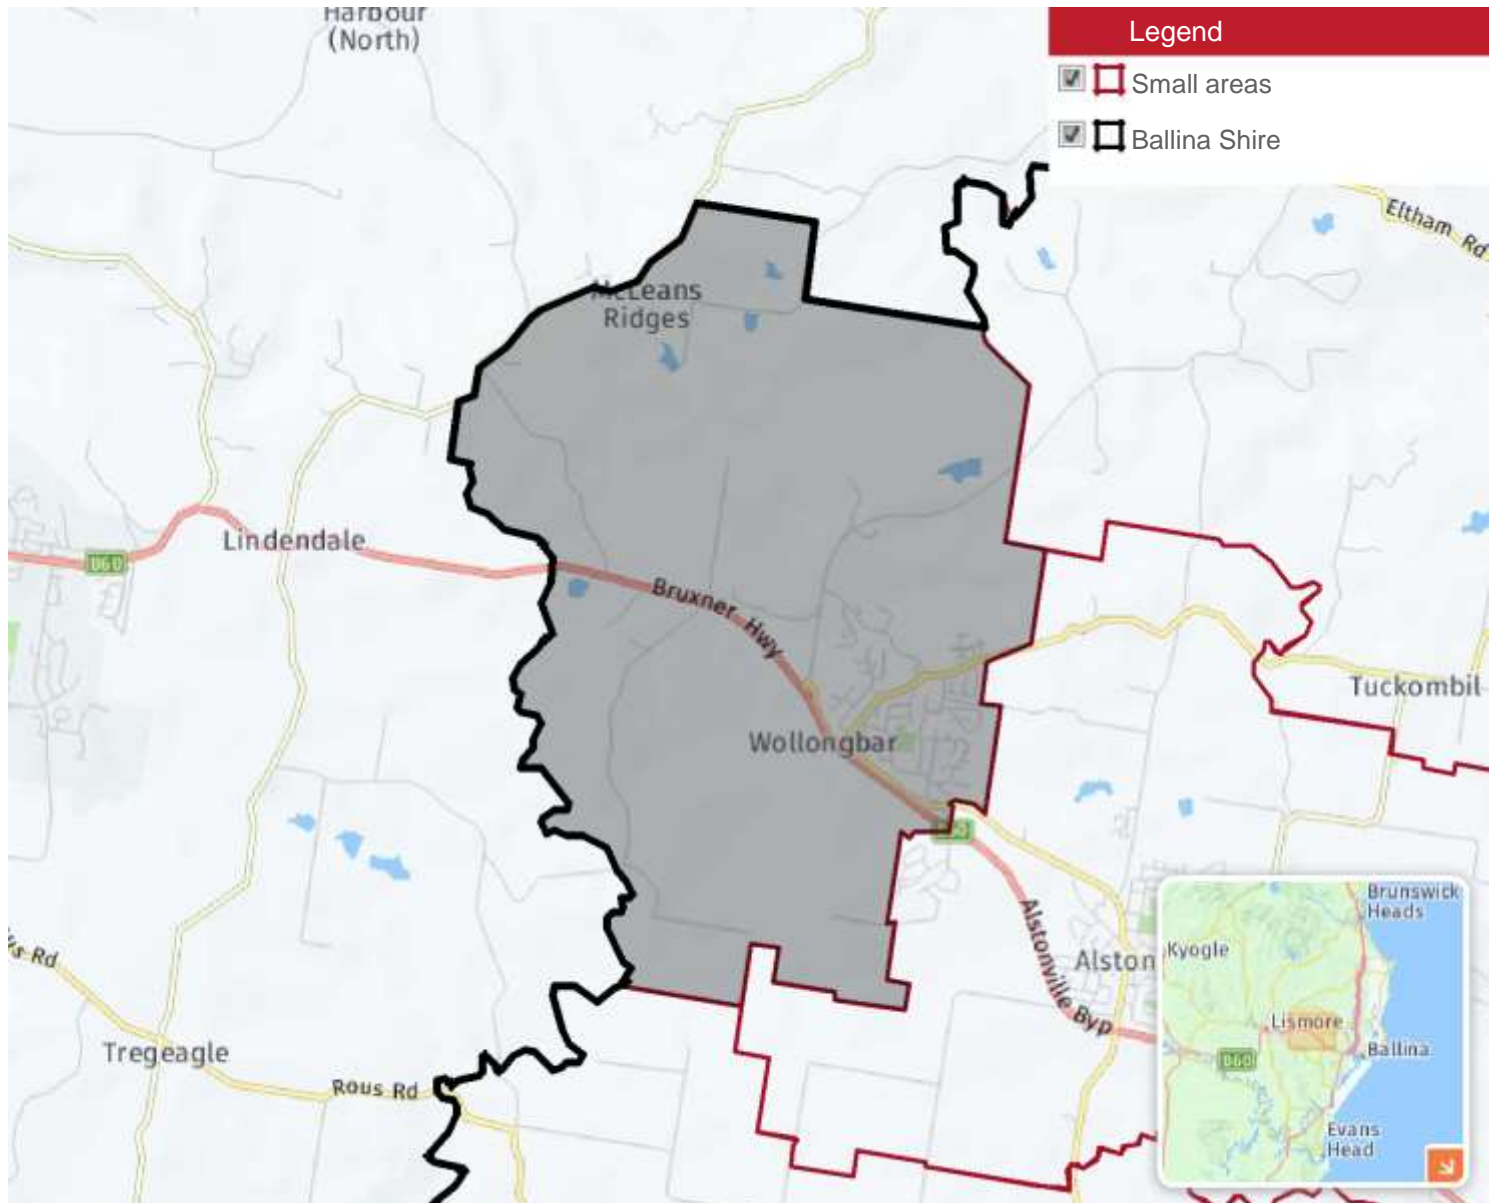 Harbour
(North)
Legend
Small areas
Ballina Shire
Eltham Rd
McLeans
Ridges
Lindendale
B60
Bruxner Hwy
Tuckombil
Wollongbar
Alstonville Byp
Alston
Rd
Tregeagle
Rous Rd
Brunswick
Heads
Kyogle
Lismore
B60
Ballina
Evans
Head